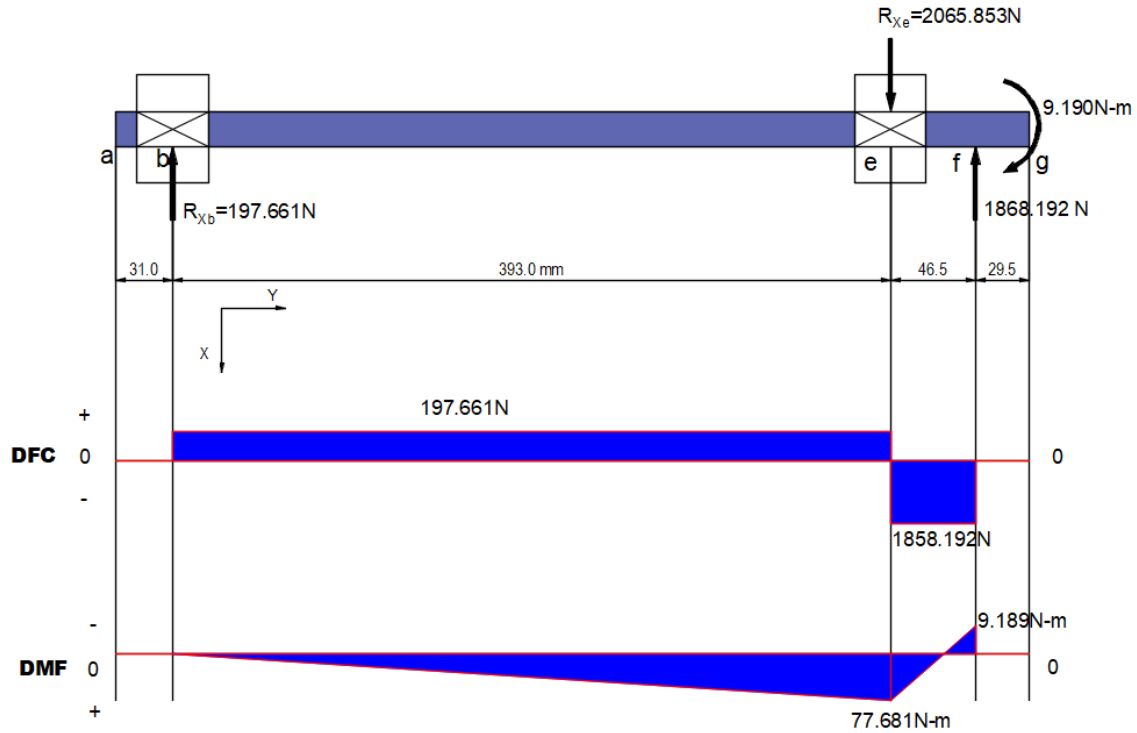 R_Xe=2065.853N
9.190N-m
a
b
e
f
g
R_Xb=197.661N
1868.192 N
31.0
393.0 mm
46.5
29.5
Y
X
197.661N
+
DFC
0
0
-
1858.192N
-
9.189N-m
DMF
0
0
+
77.681N-m